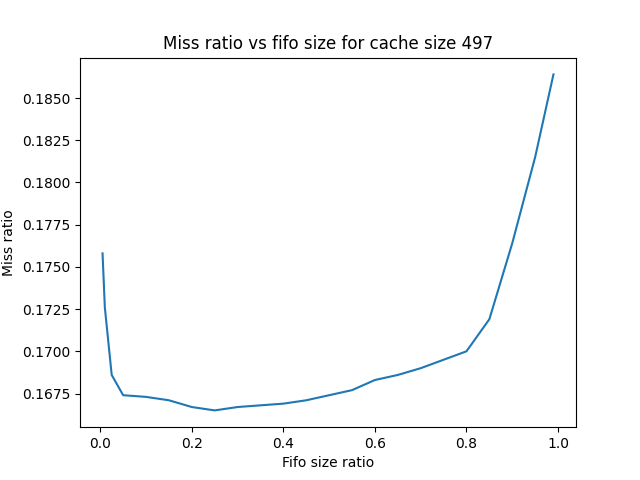 Miss ratio vs fifo size for cache size 497
0.1850
0.1825
0.1800
0.1775
0.1750
0.1725
0.1700
0.1675
Miss ratio
0.0 0.2 0.4 0.6 0.8 1.0
Fifo size ratio